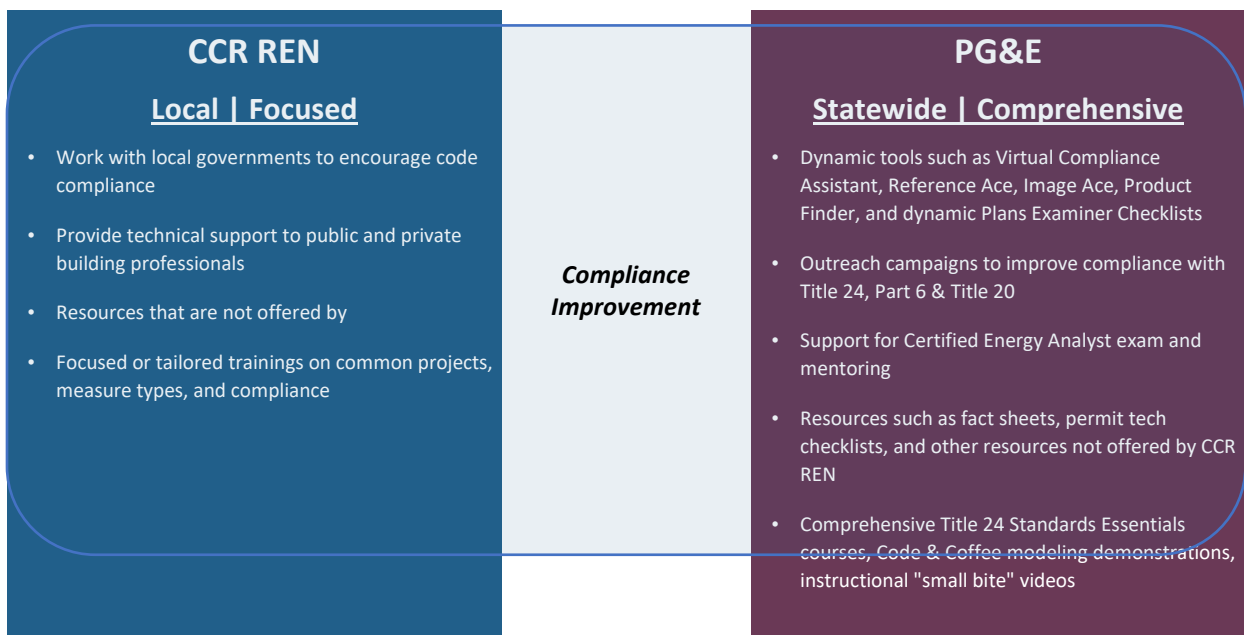 CCR REN
Local | Focused
• Work with local governments to encourage code
compliance
• Provide technical support to public and private
building professionals
• Resources that are not offered by
• Focused or tailored trainings on common projects,
measure types, and compliance
Compliance
Improvement
PG&E
Statewide | Comprehensive
• Dynamic tools such as Virtual Compliance
Assistant, Reference Ace, Image Ace, Product
Finder, and dynamic Plans Examiner Checklists
• Outreach campaigns to improve compliance with
Title 24, Part 6 & Title 20
• Support for Certified Energy Analyst exam and
mentoring
• Resources such as fact sheets, permit tech
checklists, and other resources not offered by CCR
REN
• Comprehensive Title 24 Standards Essentials
courses, Code & Coffee modeling demonstrations,
instructional "small bite" videos